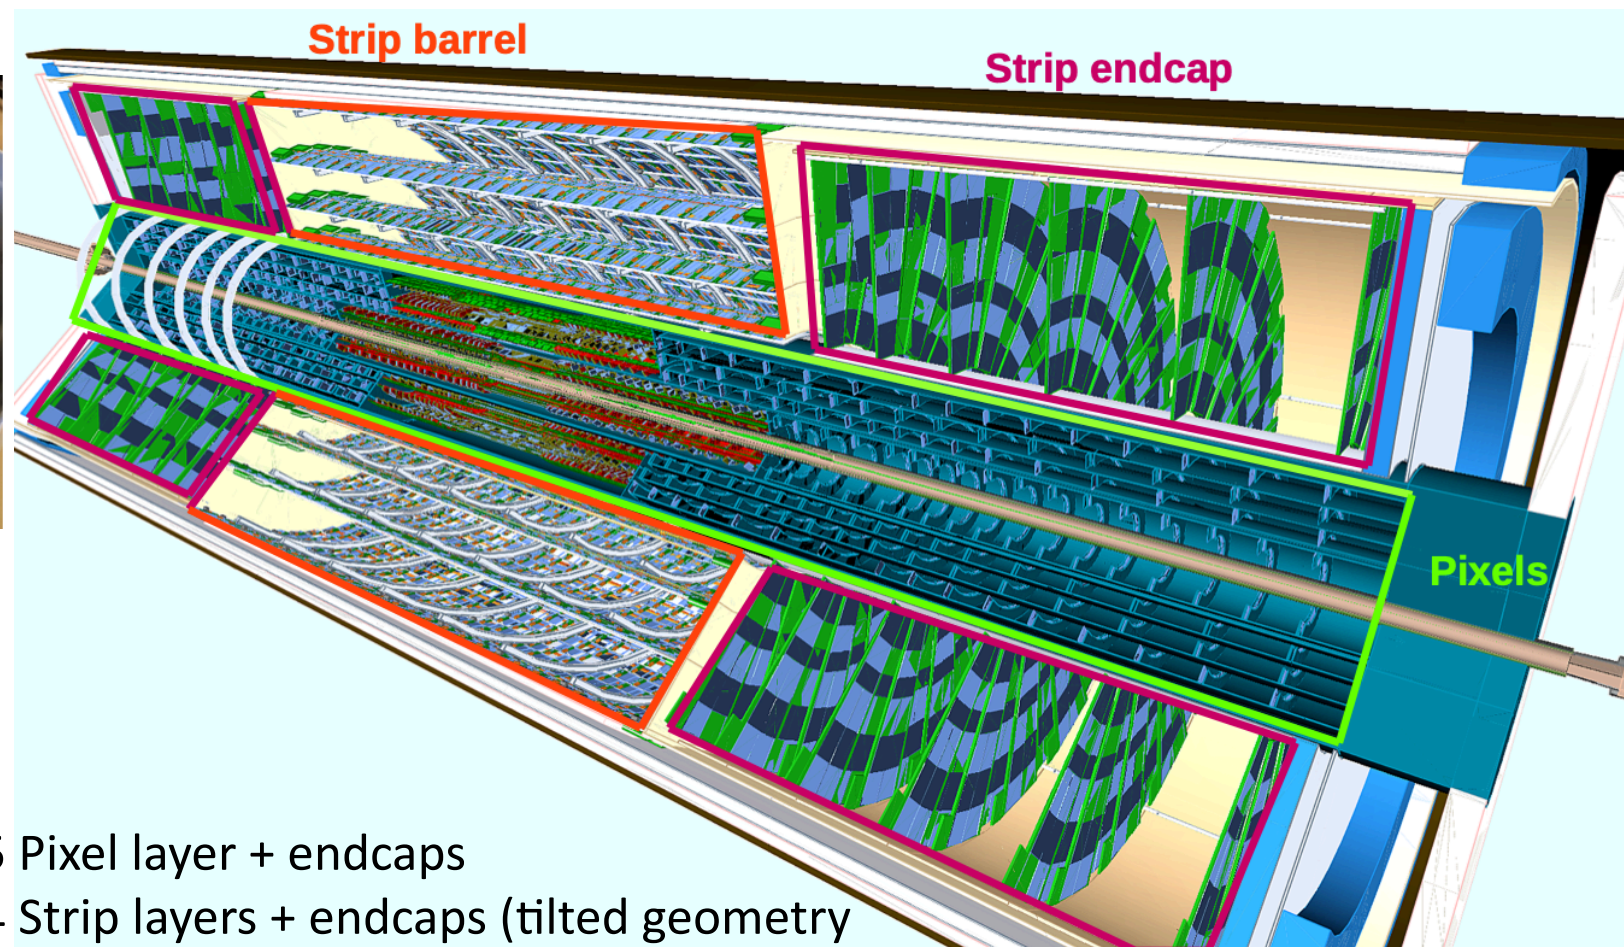 Strip barrel
Strip endcap
Pixels
Pixel layer + endcaps
Strip layers + endcaps (tilted geometry